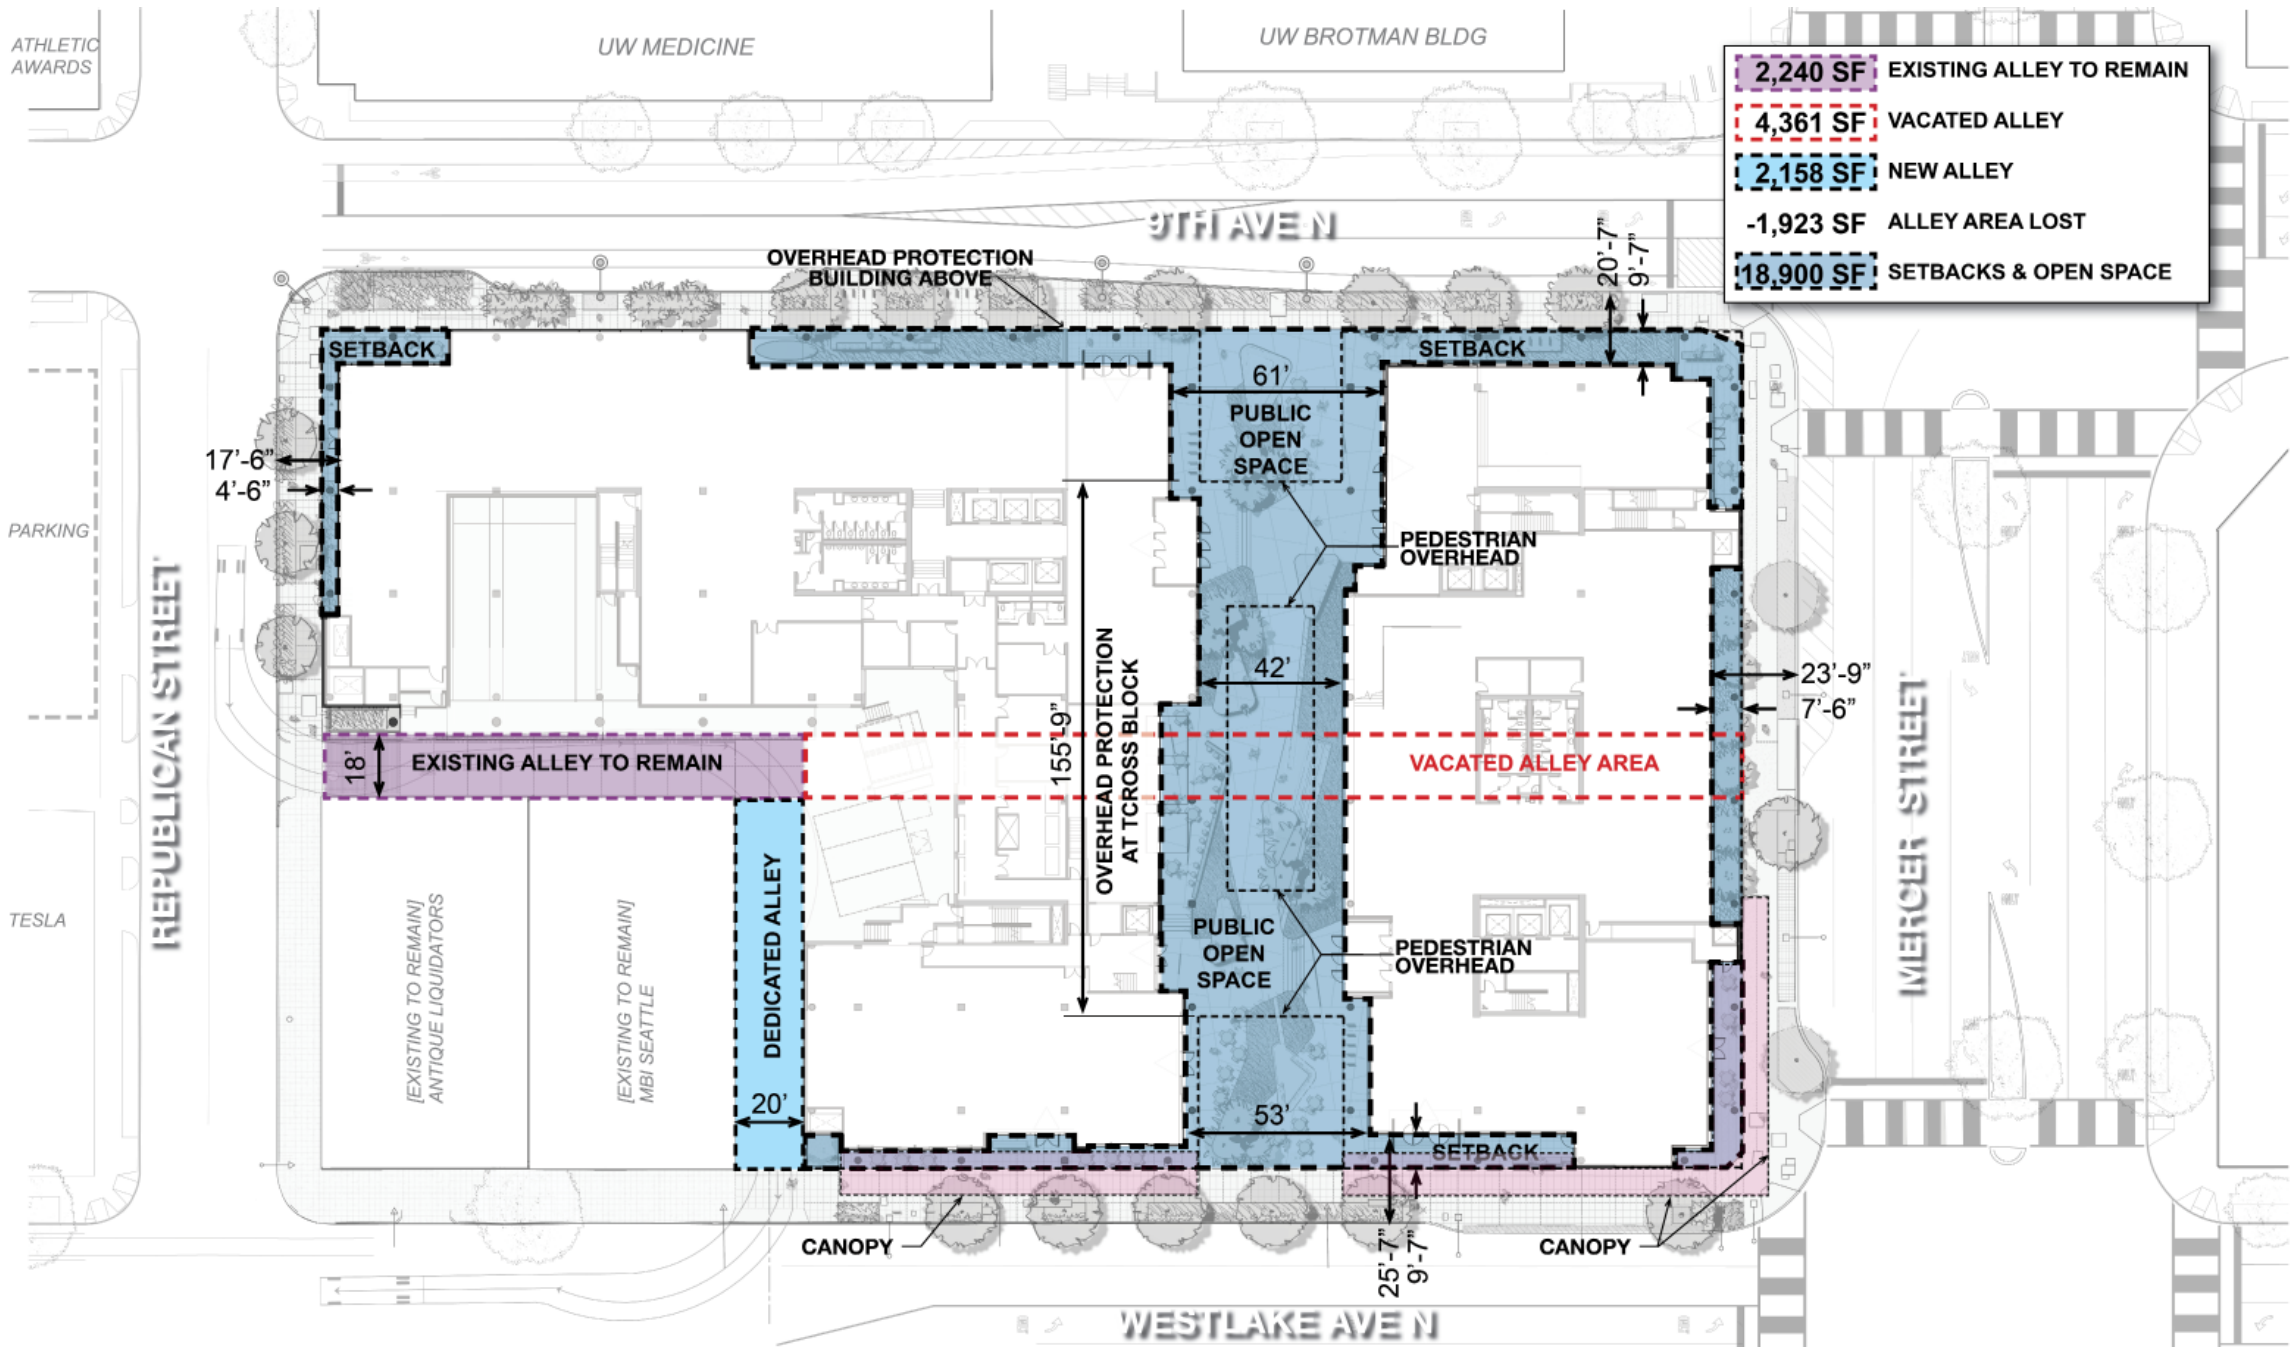 ATHLETIC
AWARDS
UW MEDICINE
UW BROTMAN BLDG
2,240 SF EXISTING ALLEY TO REMAIN
4,361 SF VACATED ALLEY
2,158 SF NEW ALLEY
-1,923 SF ALLEY AREA LOST
18,900 SF SETBACKS & OPEN SPACE
9TH AVE N
OVERHEAD PROTECTION
BUILDING ABOVE
20'-7"
9'-7"
SETBACK
SETBACK
61'
PUBLIC
OPEN
SPACE
17'-6"
4'-6"
PARKING
PEDESTRIAN
OVERHEAD
REPUBLICAN STREET
155'-9"
OVERHEAD PROTECTION
AT TCROSS BLOCK
42'
23'-9"
7'-6"
18'
EXISTING ALLEY TO REMAIN
VACATED ALLEY AREA
MERCER STREET
TESLA
[EXISTING TO REMAIN]
ANTIQUE LIQUIDATORS
[EXISTING TO REMAIN]
MBI SEATTLE
DEDICATED ALLEY
PUBLIC
OPEN
SPACE
PEDESTRIAN
OVERHEAD
20'
53'
SETBACK
CANOPY
25'-7"
9'-7"
CANOPY
WESTLAKE AVE N